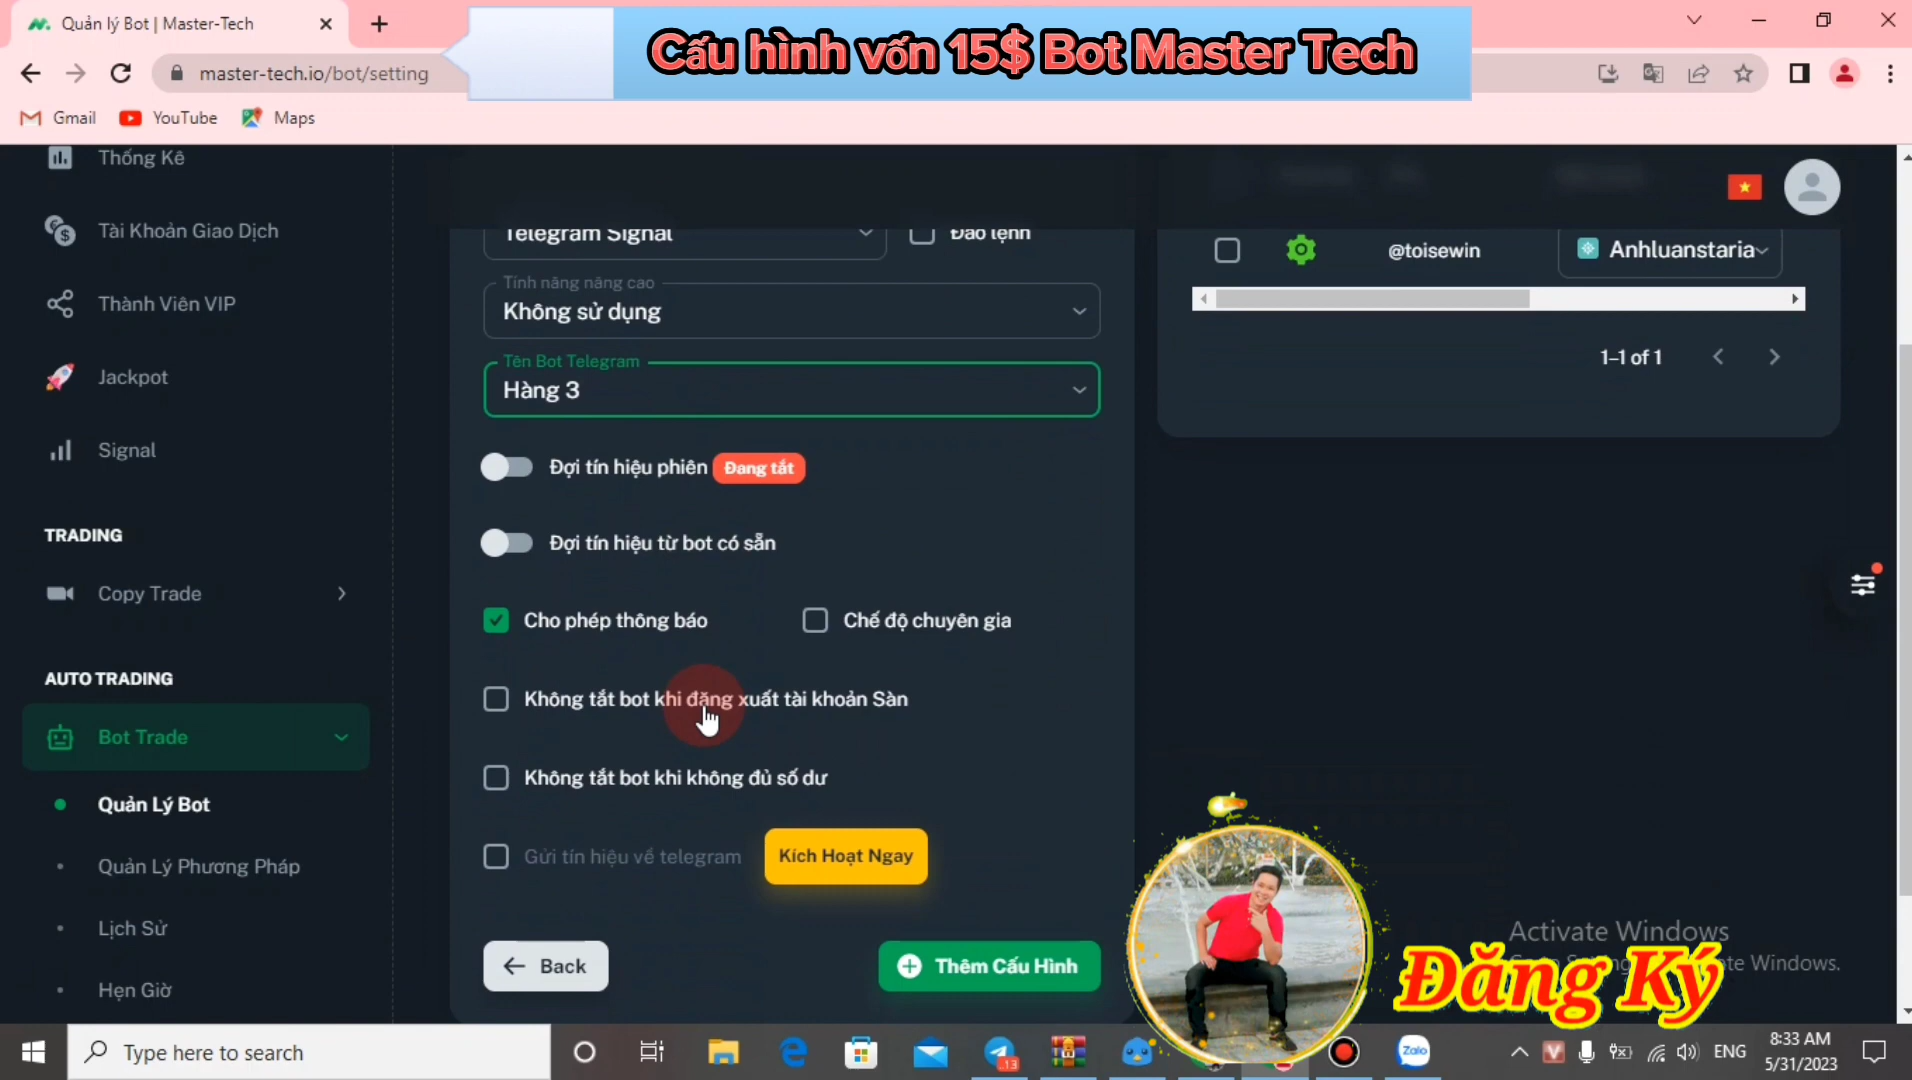 Quản lý Bot | Master-Tech
Cấu hình vốn 15$ Bot Master Tech
master-tech.io/bot/setting
Gmail
YouTube
Maps
Thống Kê
Tài Khoản Giao Dịch
Thành Viên VIP
Jackpot
Signal
TRADING
Copy Trade
AUTO TRADING
Bot Trade
Quản Lý Bot
Quản Lý Phương Pháp
Lịch Sử
Hẹn Giờ
Telegram Signal
Đảo lệnh
Tính năng nâng cao
Không sử dụng
Tên Bot Telegram
Hàng 3
Đợi tín hiệu phiên Đang tắt
Đợi tín hiệu từ bot có sẵn
Cho phép thông báo
Chế độ chuyên gia
Không tắt bot khi đăng xuất tài khoản Sàn
Không tắt bot khi không đủ số dư
Gửi tín hiệu về telegram
Kích Hoạt Ngay
Back
Thêm Cấu Hình
@toisewin
Anhluanstaria
1–1 of 1
Activate Windows
te Windows.
Đăng Ký
Type here to search
13
Zalo
V
ENG
8:33 AM
5/31/2023